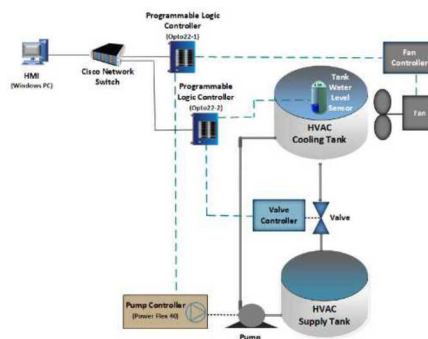 Programmable Logic
Controller
(Opto22-1)
Fan
Controller
HMI
(Windows PC)
Cisco Network
Switch
Programmable Logic
Controller
(Opto22-2)
Tank
Water
Level
Sensor
HVAC
Cooling Tank
Fan
Valve
Controller
Valve
Pump Controller
(Power Flex 40)
Pump
HVAC
Supply Tank